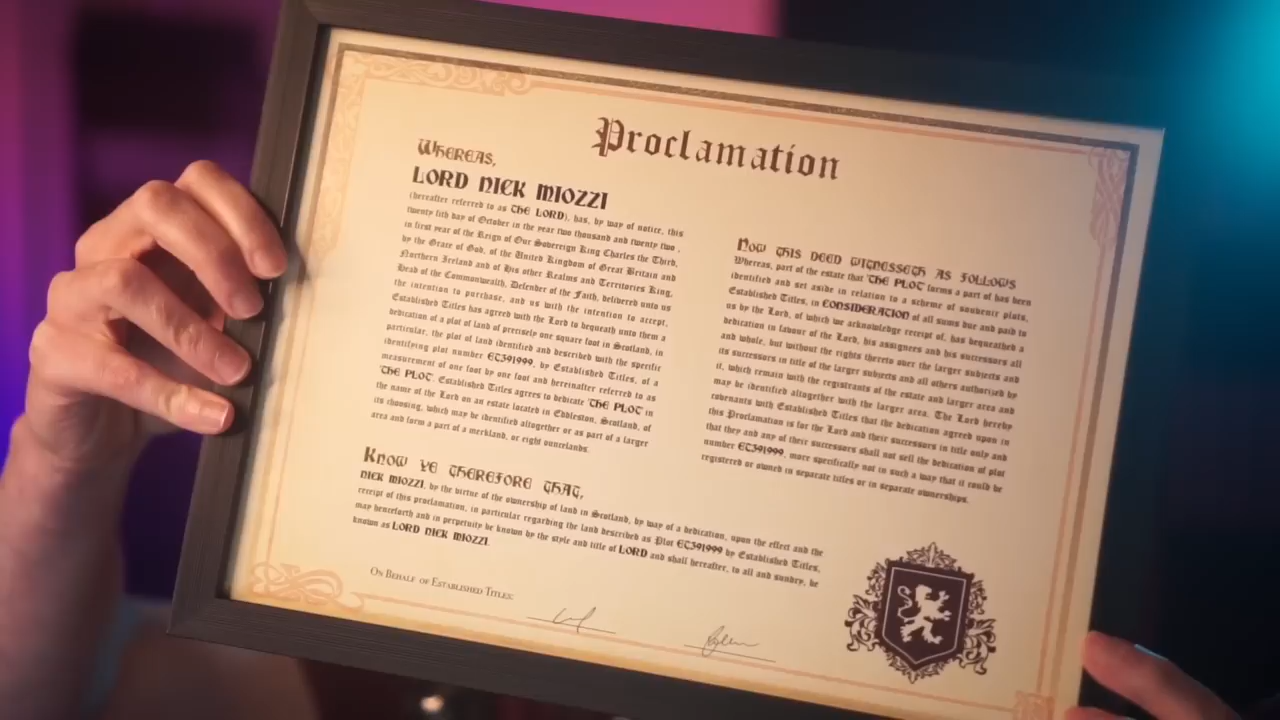 Proclamation
Whereas,
LORD NICK MIOZZI
(hereafter referred to as THE LORD), has, by way of notice, this
twenty fifth day of October in the year two thousand and twenty two ,
in first year of the Reign of Our Sovereign King Charles the Third,
by the Grace of God, of the United Kingdom of Great Britain and
Northern Ireland and of His other Realms and Territories King,
Head of the Commonwealth, Defender of the Faith, delivered unto us
the intention to purchase, and us with the intention to accept,
Established Titles has agreed with the Lord to bequeath unto them a
dedication of a plot of land of precisely one square foot in Scotland, in
particular, the plot of land identified and described with the specific
identifying plot number ET391999, by Established Titles, of a
measurement of one foot by one foot and hereinafter referred to as
'THE PLOT'. Established Titles agrees to dedicate 'THE PLOT' in
the name of the Lord on an estate located in Eddleston, Scotland, of
its choosing, which may be identified altogether or as part of a larger
area and form a part of a merkland, or eight ouncelands.
Now this deed witnesseth as follows
Whereas, part of the estate that 'THE PLOT' forms a part of has been
identified and set aside in relation to a scheme of souvenir plots,
Established Titles, in CONSIDERATION of all sums due and paid to
us by the Lord, of which we acknowledge receipt of, has bequeathed a
dedication in favour of the Lord, his assignees and his successors all
and whole, but without the rights thereto over the larger subjects and
its successors in title of the larger subjects and all others authorized by
it, which remain with the registrants of the estate and larger area and
may be identified altogether with the larger area. The Lord hereby
covenants with Established Titles that the dedication agreed upon in
this Proclamation is for the Lord and their successors in title only and
that they and any of their successors shall not sell the dedication of plot
number ET391999, more specifically not in such a way that it could be
registered or owned in separate titles or in separate ownerships.
Know ye therefore that,
NICK MIOZZI, by the virtue of the ownership of land in Scotland, by way of a dedication, upon the effect and the
receipt of this proclamation, in particular regarding the land described as Plot ET391999 by Established Titles,
may henceforth and in perpetuity be known by the style and title of LORD and shall hereafter, to all and sundry, be
known as LORD NICK MIOZZI.
On Behalf of Established Titles: